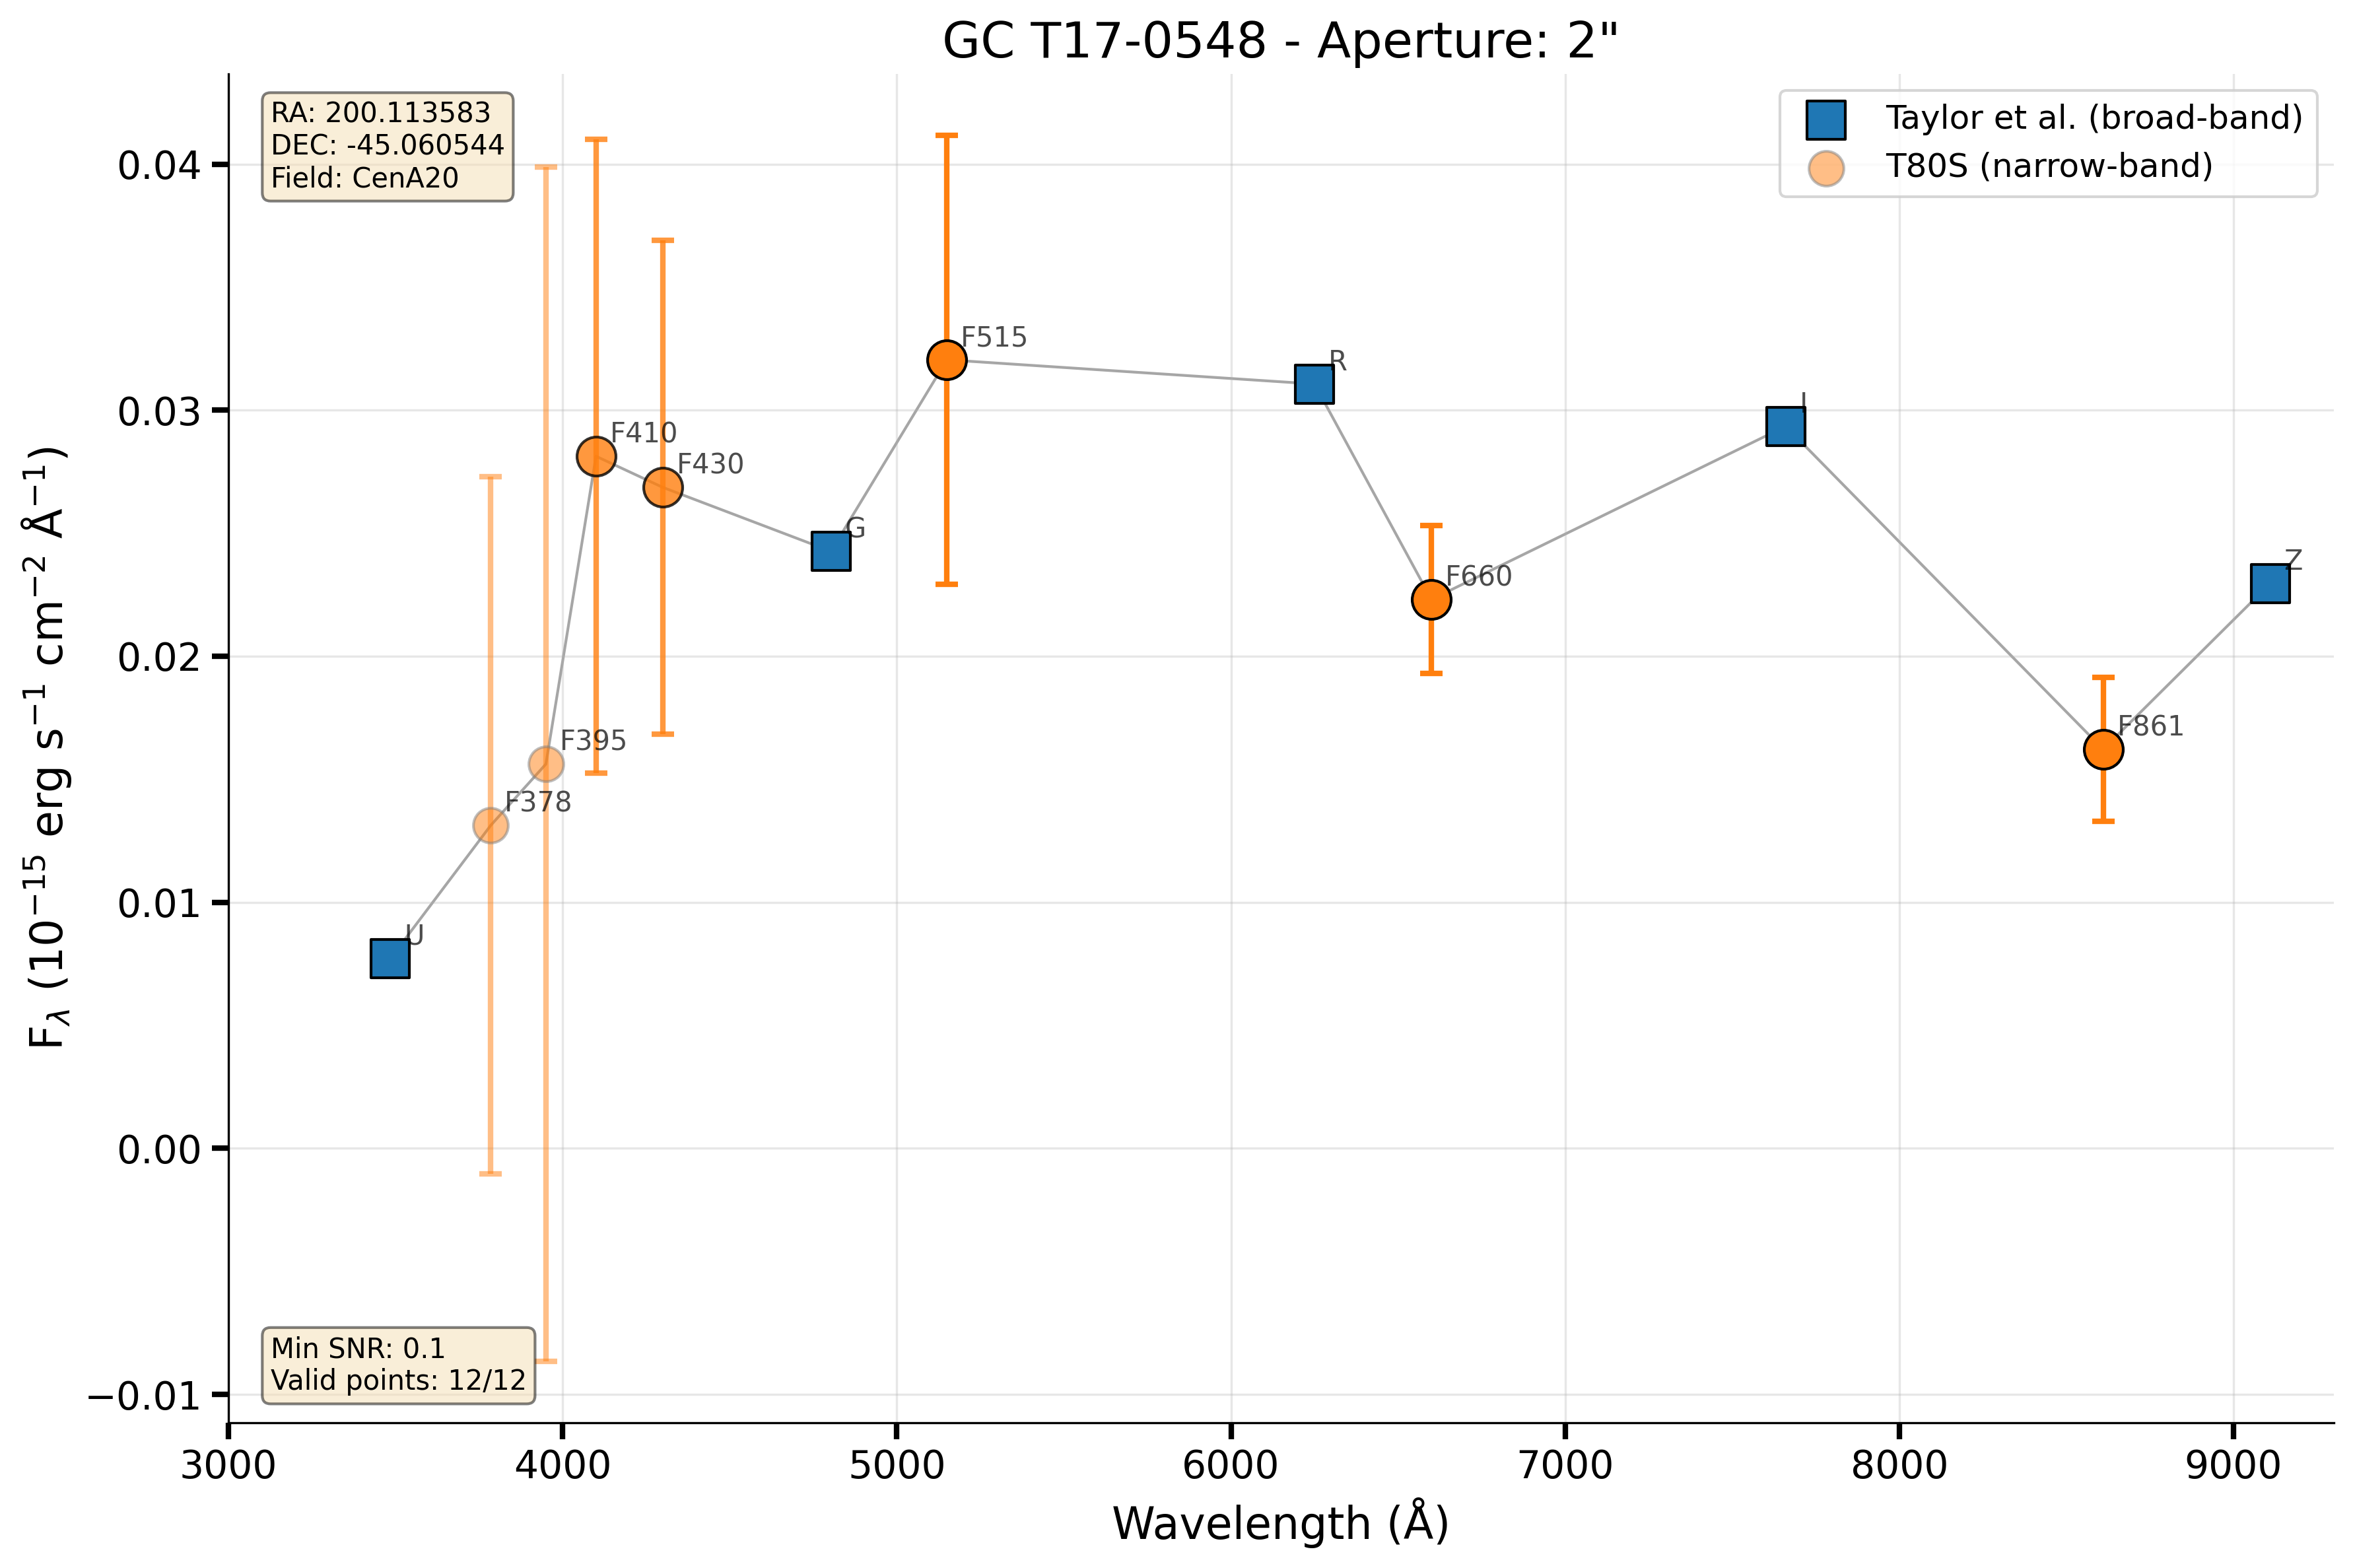 GC T17-0548 - Aperture: 2"
RA: 200.113583
DEC: -45.060544
Field: CenA20
Taylor et al. (broad-band)
T80S (narrow-band)
F_λ (10⁻¹⁵ erg s⁻¹ cm⁻² Å⁻¹)
0.04
0.03
0.02
0.01
0.00
−0.01
U
F378
F395
F410
F430
G
F515
R
F660
I
F861
Z
Min SNR: 0.1
Valid points: 12/12
3000 4000 5000 6000 7000 8000 9000
Wavelength (Å)